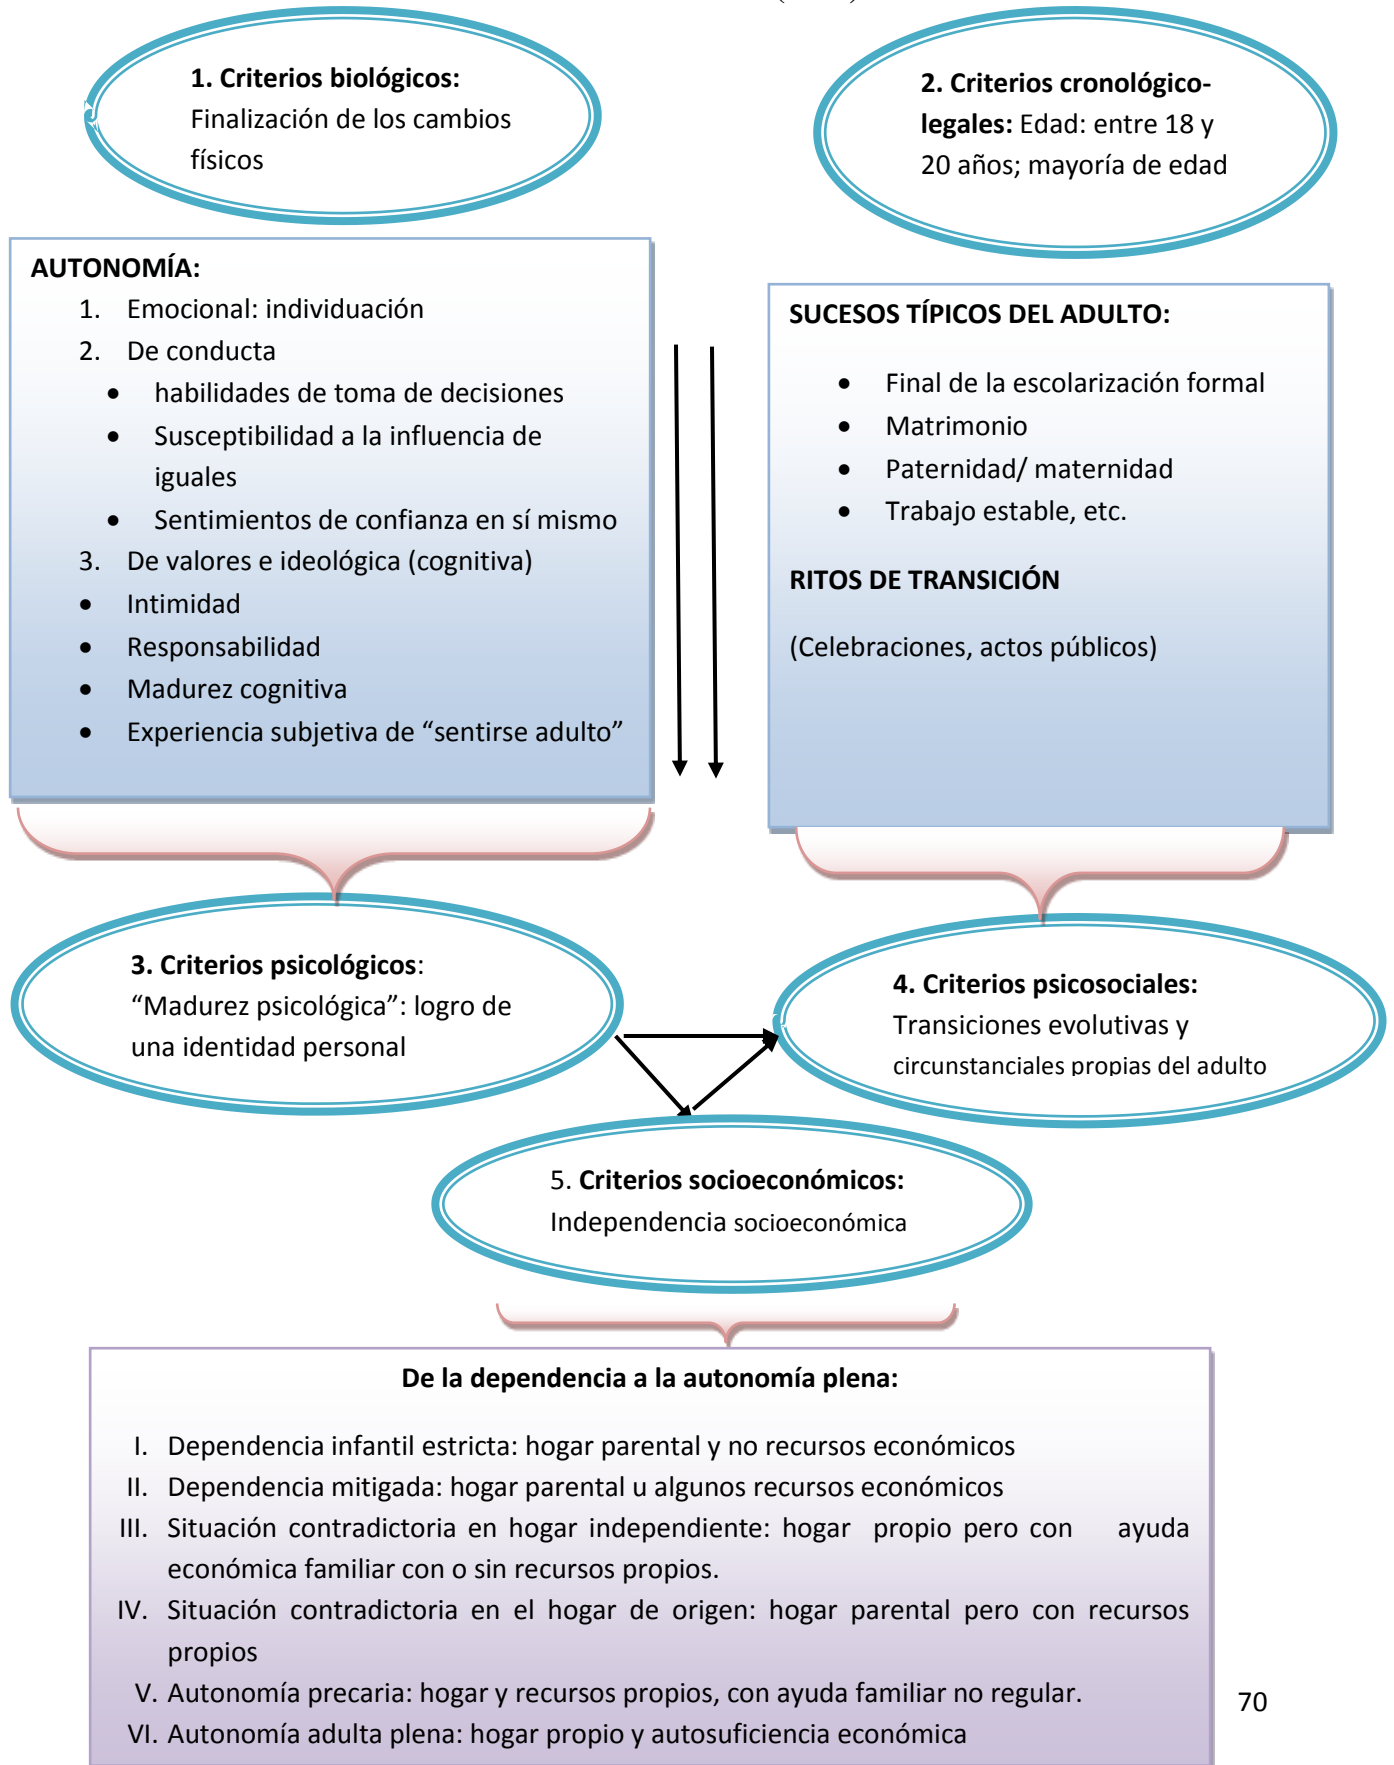 1. Criterios biológicos:
Finalización de los cambios
físicos
2. Criterios cronológico-
legales: Edad: entre 18 y
20 años; mayoría de edad
AUTONOMÍA:
1. Emocional: individuación
2. De conducta
• habilidades de toma de decisiones
• Susceptibilidad a la influencia de
iguales
• Sentimientos de confianza en sí mismo
3. De valores e ideológica (cognitiva)
• Intimidad
• Responsabilidad
• Madurez cognitiva
• Experiencia subjetiva de “sentirse adulto”
SUCESOS TÍPICOS DEL ADULTO:
• Final de la escolarización formal
• Matrimonio
• Paternidad/ maternidad
• Trabajo estable, etc.
RITOS DE TRANSICIÓN
(Celebraciones, actos públicos)
3. Criterios psicológicos:
“Madurez psicológica”: logro de
una identidad personal
4. Criterios psicosociales:
Transiciones evolutivas y
circunstanciales propias del adulto
5. Criterios socioeconómicos:
Independencia socioeconómica
De la dependencia a la autonomía plena:
I. Dependencia infantil estricta: hogar parental y no recursos económicos
II. Dependencia mitigada: hogar parental u algunos recursos económicos
III. Situación contradictoria en hogar independiente: hogar propio pero con ayuda
económica familiar con o sin recursos propios.
IV. Situación contradictoria en el hogar de origen: hogar parental pero con recursos
propios
V. Autonomía precaria: hogar y recursos propios, con ayuda familiar no regular.
VI. Autonomía adulta plena: hogar propio y autosuficiencia económica
70